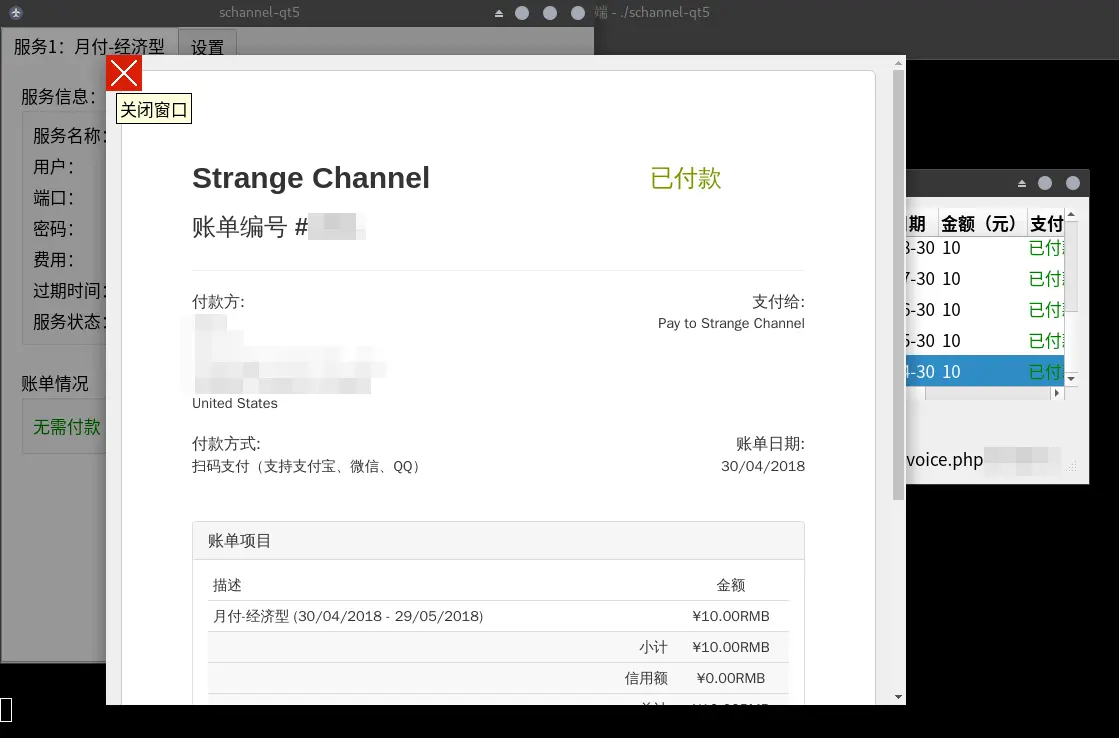 schannel-qt5
端 - ./schannel-qt5
服务1：月付-经济型
设置
服务信息：
服务名称：
用户：
端口：
密码：
费用：
过期时间：
服务状态：
账单情况
无需付款
关闭窗口
Strange Channel
已付款
账单编号 #
付款方:
支付给:
Pay to Strange Channel
United States
付款方式:
账单日期:
扫码支付（支持支付宝、微信、QQ）
30/04/2018
账单项目
描述
金额
月付-经济型 (30/04/2018 - 29/05/2018)
¥10.00RMB
小计
¥10.00RMB
信用额
¥0.00RMB
期
金额（元）
支付
8-30
10
已付
7-30
10
已付
6-30
10
已付
5-30
10
已付
4-30
10
已付
voice.php